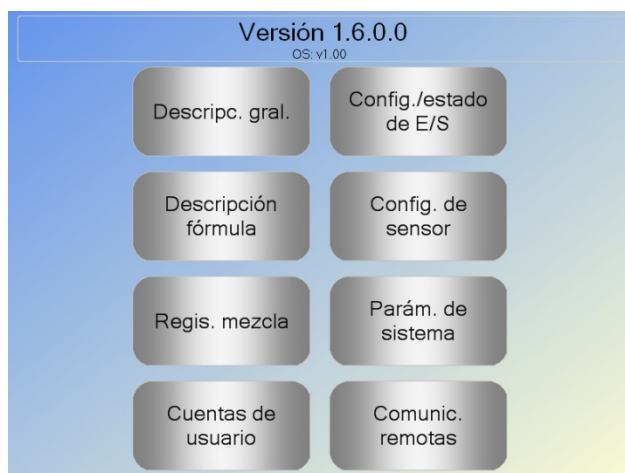 Versión 1.6.0.0
OS: v1.00
Descripc. gral.
Config./estado
de E/S
Descripción
fórmula
Config. de
sensor
Regis. mezcla
Parám. de
sistema
Cuentas de
usuario
Comunic.
remotas